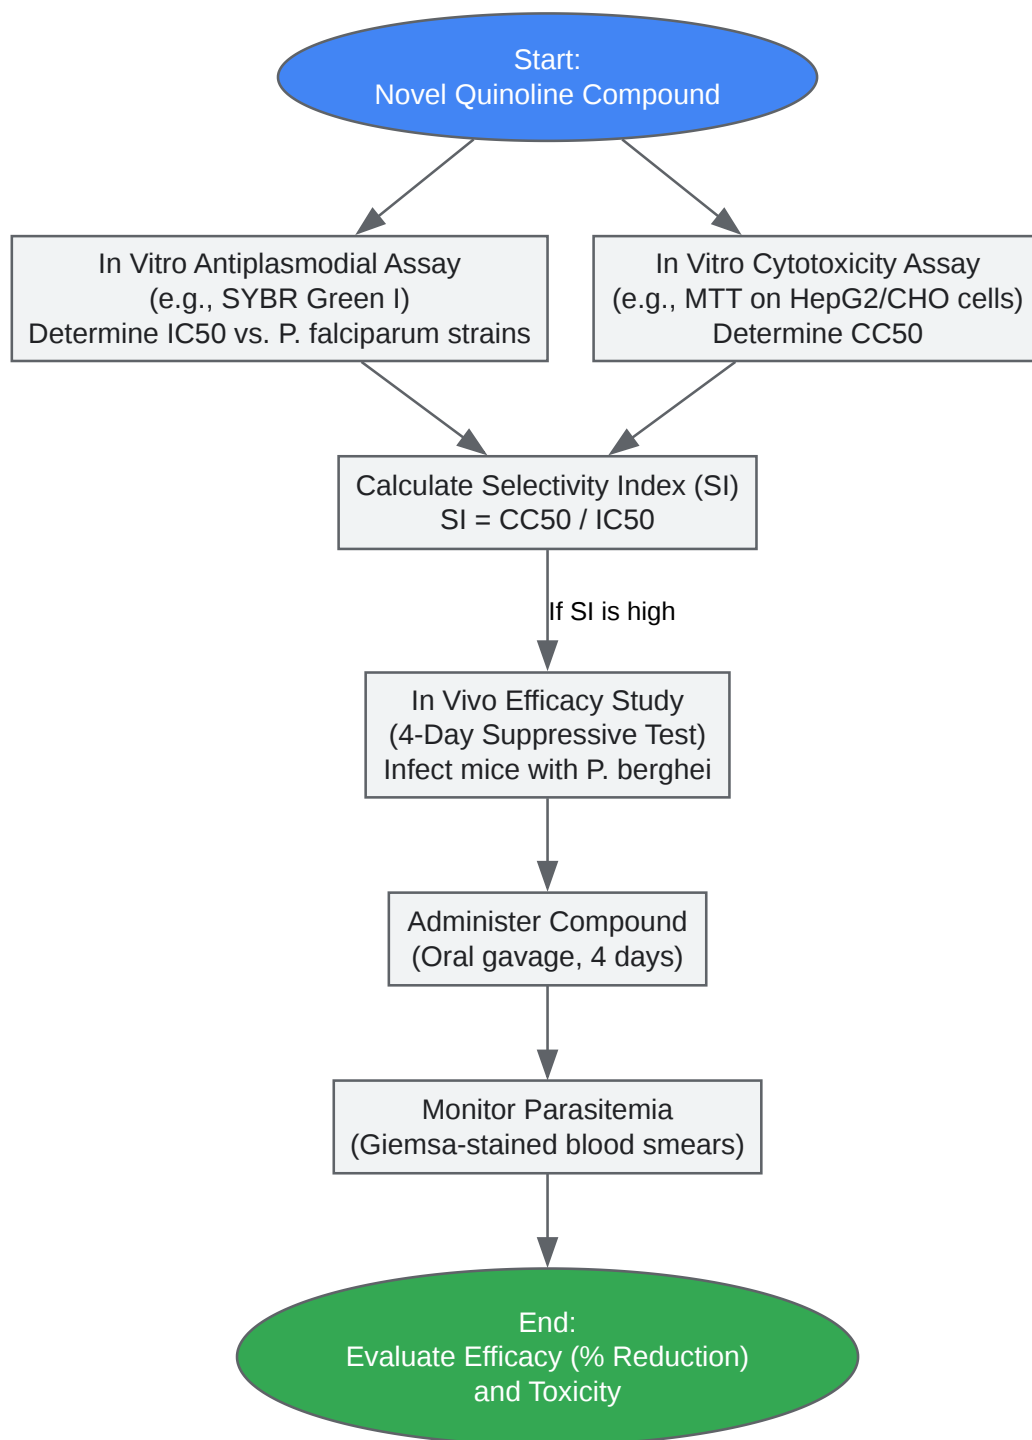 Start:
Novel Quinoline Compound
In Vitro Antiplasmodial Assay
(e.g., SYBR Green I)
Determine IC50 vs. P. falciparum strains
In Vitro Cytotoxicity Assay
(e.g., MTT on HepG2/CHO cells)
Determine CC50
Calculate Selectivity Index (SI)
SI = CC50 / IC50
If SI is high
In Vivo Efficacy Study
(4-Day Suppressive Test)
Infect mice with P. berghei
Administer Compound
(Oral gavage, 4 days)
Monitor Parasitemia
(Giemsa-stained blood smears)
End:
Evaluate Efficacy (% Reduction)
and Toxicity